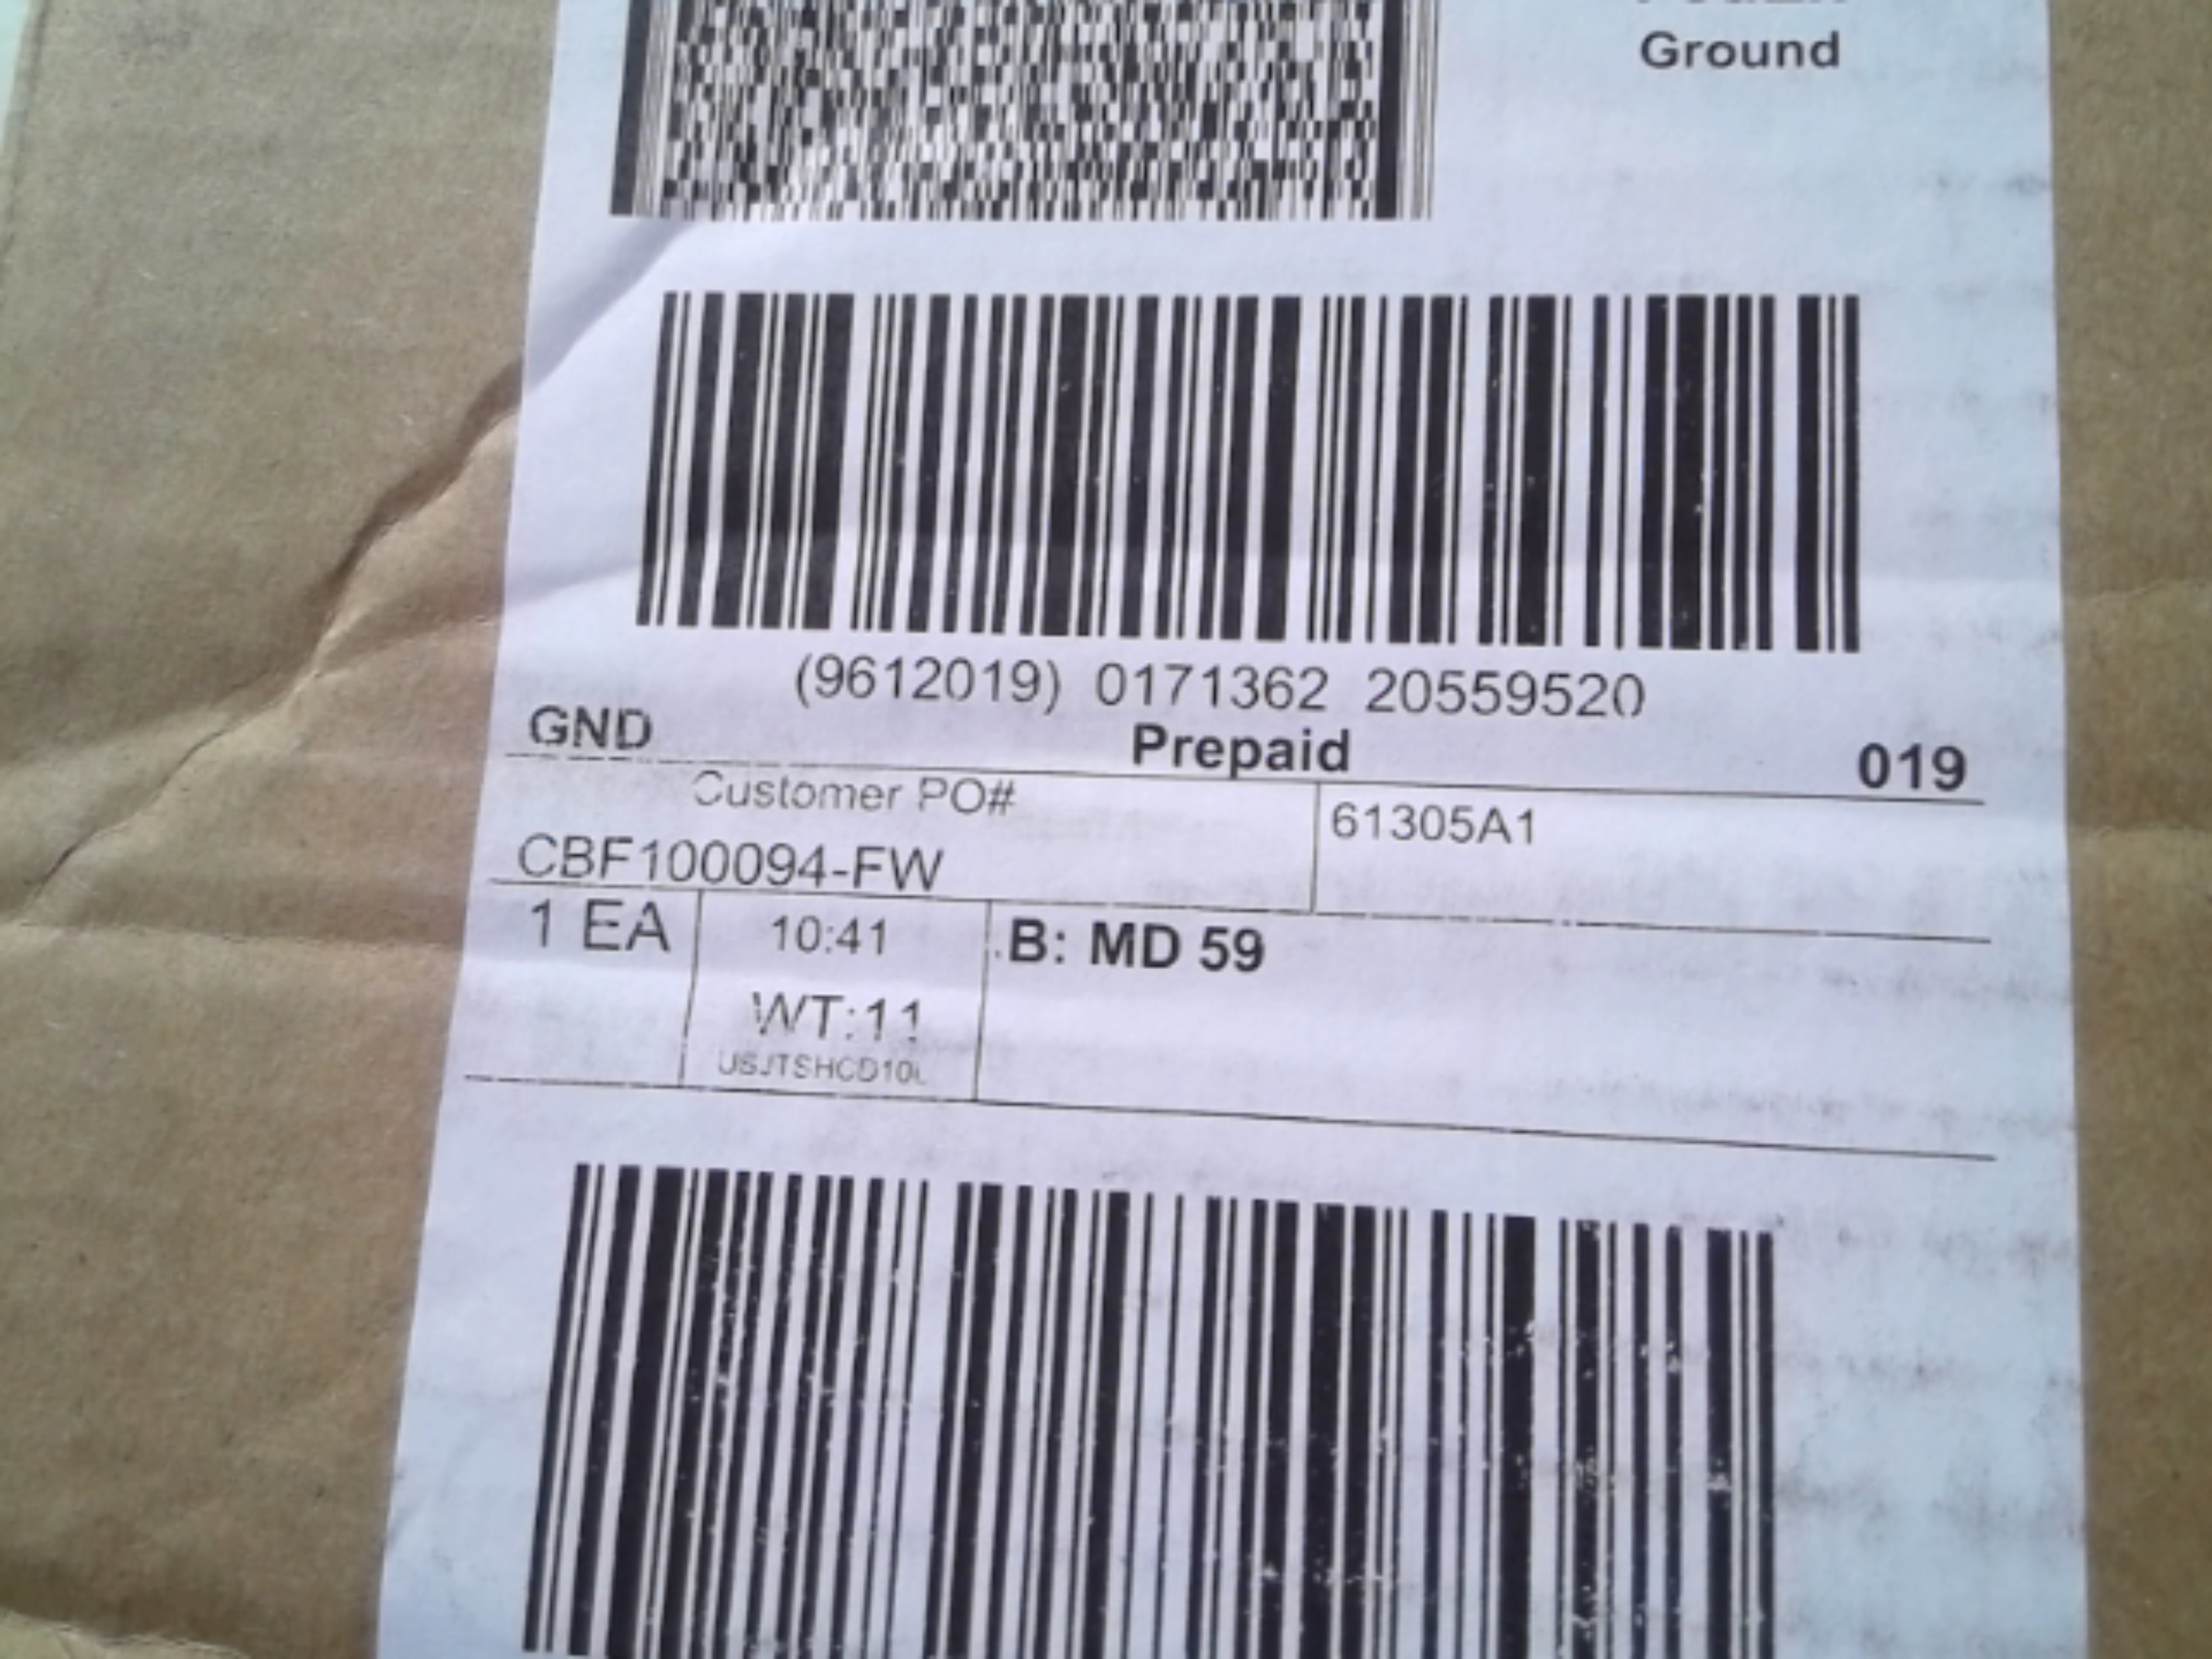 Ground
(9612019) 0171362 20559520
GND Prepaid 019
Customer PO# 61305A1
CBF100094-FW
1 EA 10:41 B: MD 59
WT:11